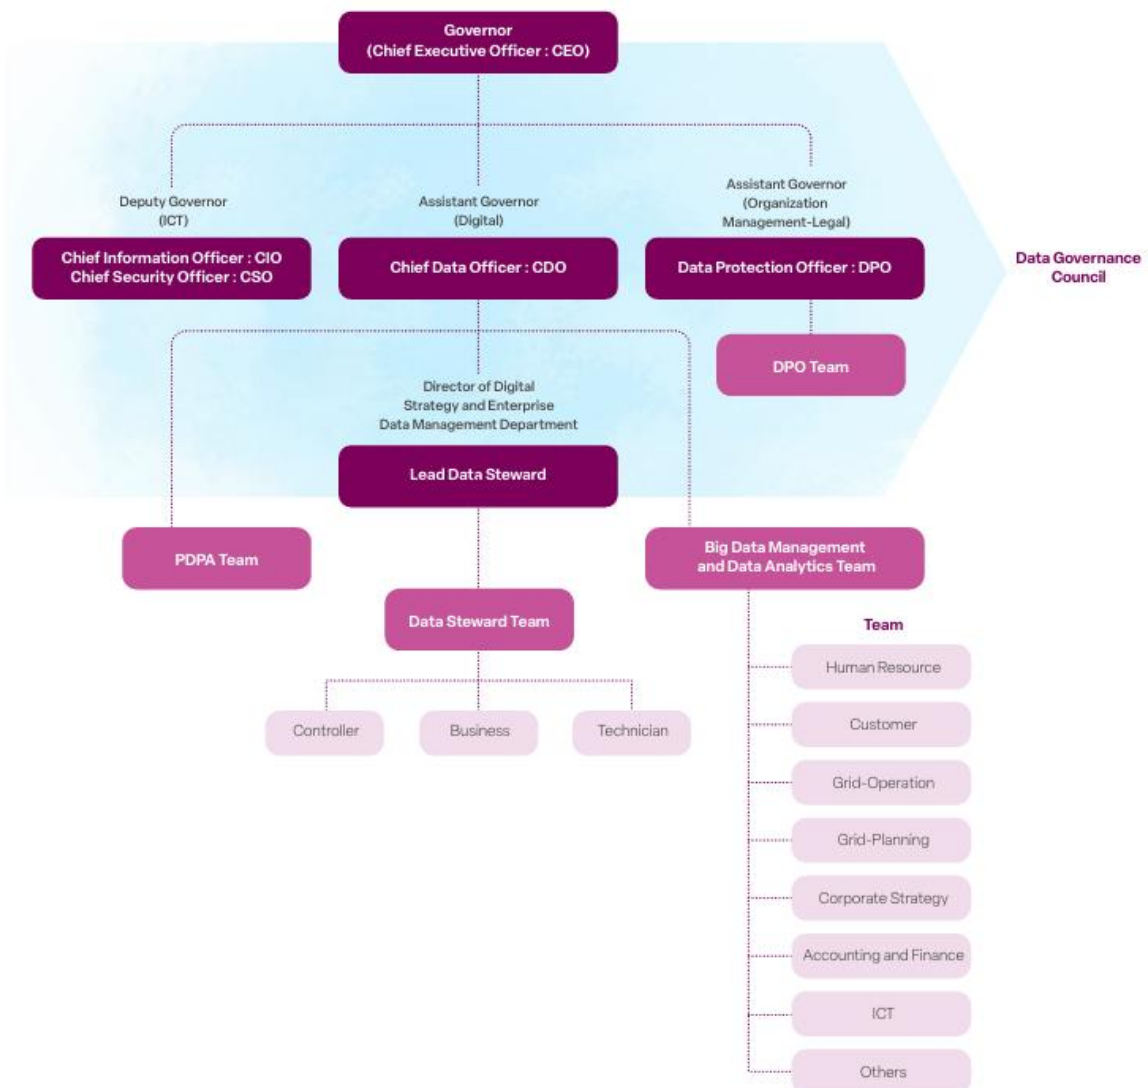 Governor
(Chief Executive Officer : CEO)
Deputy Governor
(ICT)
Chief Information Officer : CIO
Chief Security Officer : CSO
Assistant Governor
(Digital)
Chief Data Officer : CDO
Assistant Governor
(Organization
Management-Legal)
Data Protection Officer : DPO
Data Governance
Council
DPO Team
Director of Digital
Strategy and Enterprise
Data Management Department
Lead Data Steward
PDPA Team
Big Data Management
and Data Analytics Team
Data Steward Team
Controller
Business
Technician
Team
Human Resource
Customer
Grid-Operation
Grid-Planning
Corporate Strategy
Accounting and Finance
ICT
Others